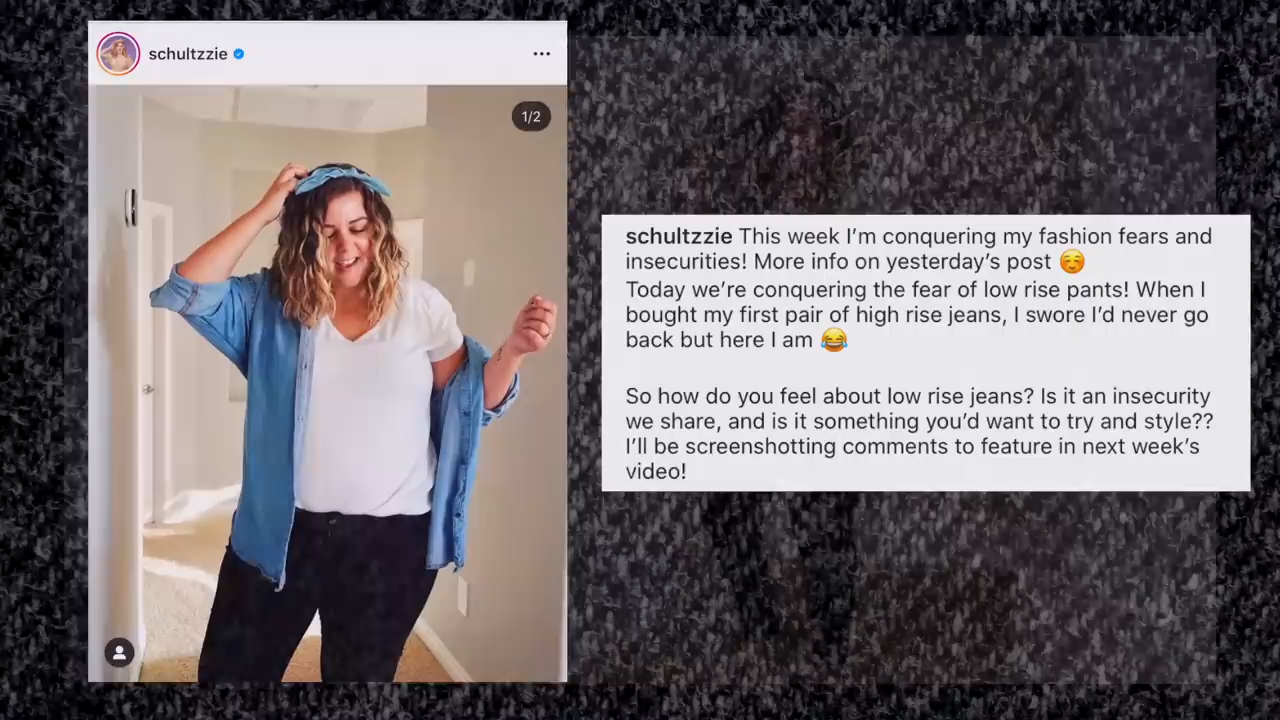 schultzzie
1/2
schultzzie This week I’m conquering my fashion fears and
insecurities! More info on yesterday’s post ☺️
Today we’re conquering the fear of low rise pants! When I
bought my first pair of high rise jeans, I swore I’d never go
back but here I am 😂
So how do you feel about low rise jeans? Is it an insecurity
we share, and is it something you’d want to try and style??
I’ll be screenshotting comments to feature in next week’s
video!